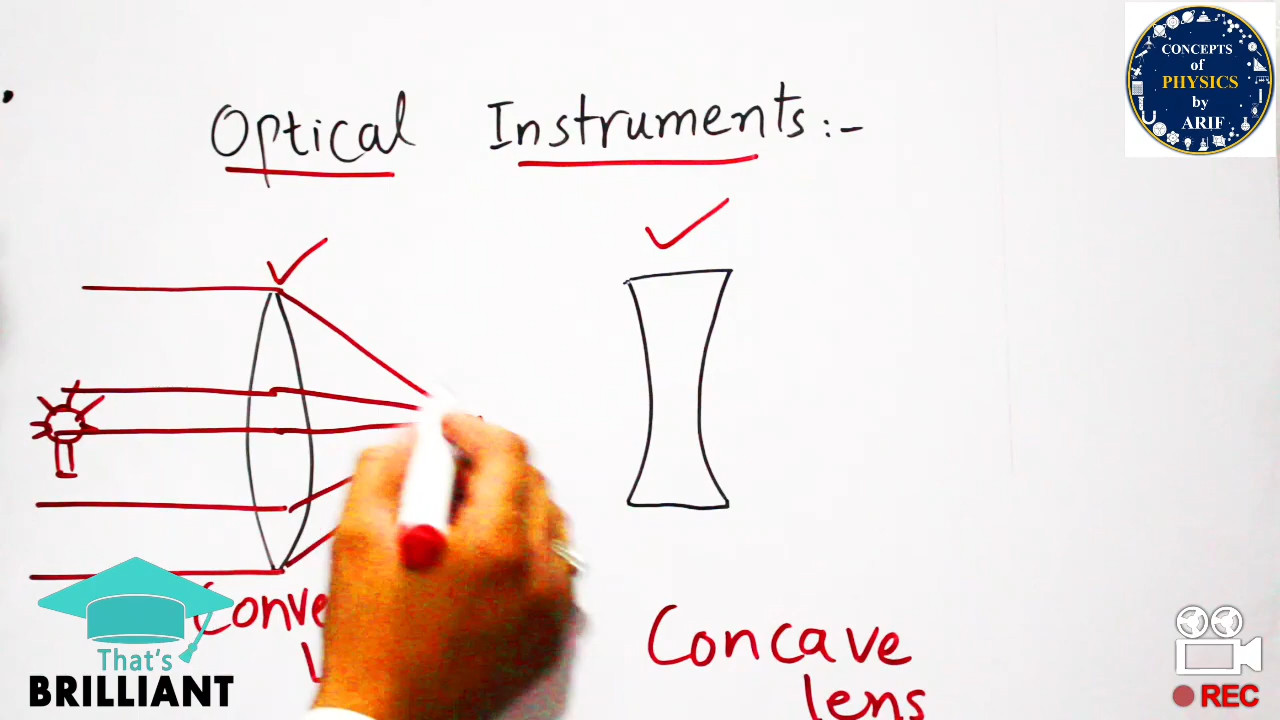 CONCEPTS
of
PHYSICS
by
ARIF
Optical Instruments:-
Concave
lens
That's
BRILLIANT
REC